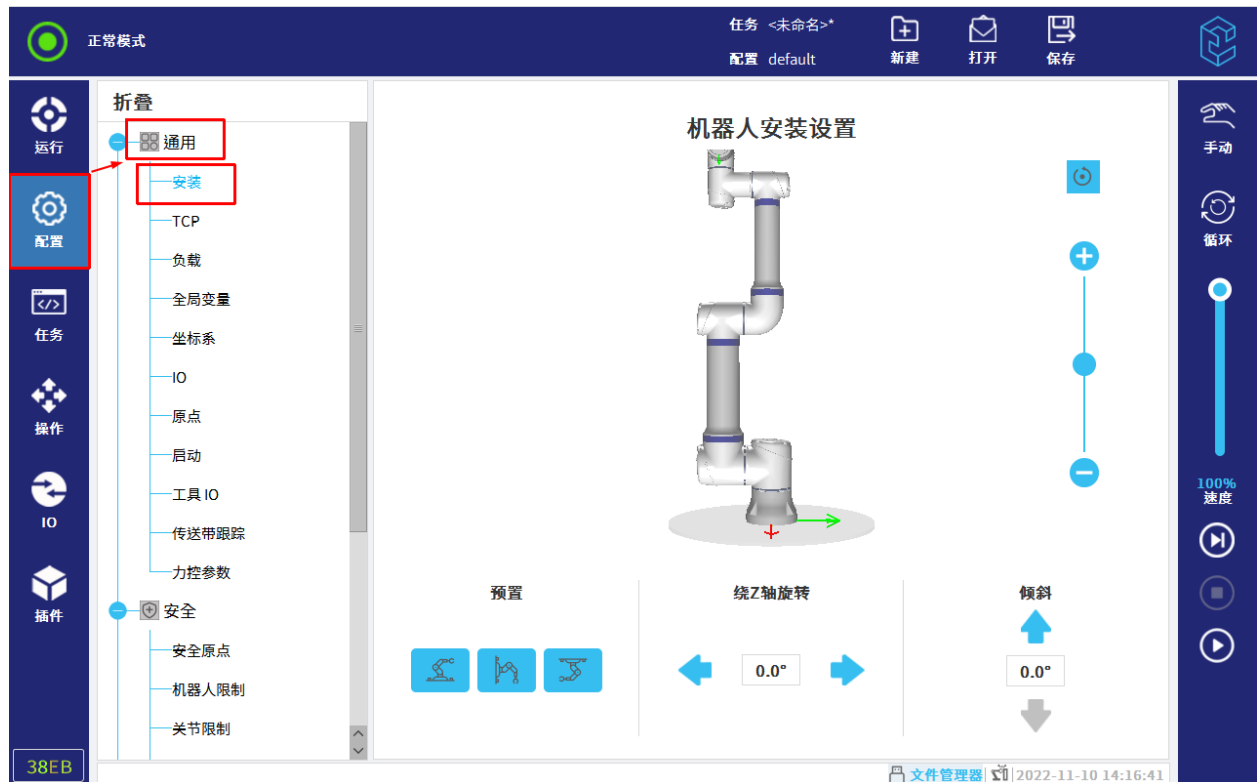 正常模式
任务 <未命名>*
配置 default
新建
打开
保存
运行
配置
任务
操作
IO
插件
38EB
折叠
通用
安装
TCP
负载
全局变量
坐标系
IO
原点
启动
工具 IO
传送带跟踪
力控参数
安全
安全原点
机器人限制
关节限制
机器人安装设置
预置
绕Z轴旋转
0.0°
倾斜
0.0°
手动
循环
100%
速度
文件管理器
2022-11-10 14:16:41